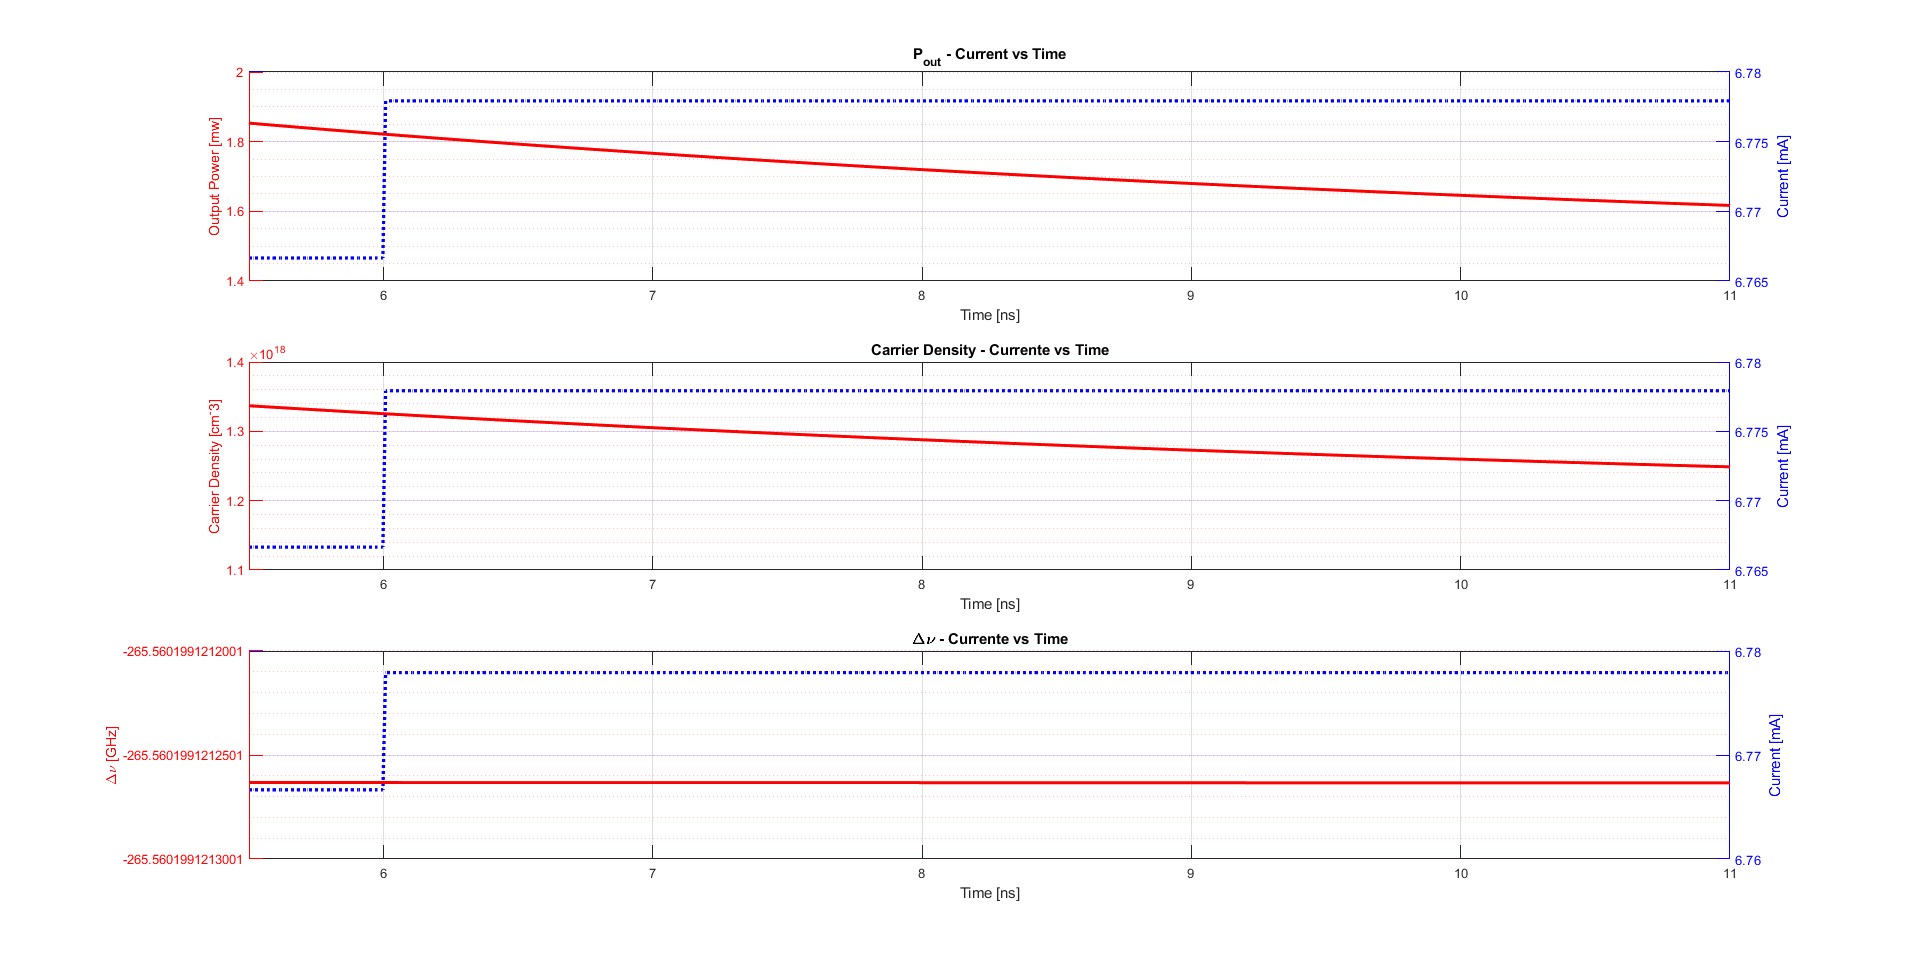 P_out - Current vs Time
2
1.8
1.6
1.4
Output Power [mw]
6.78
6.775
6.77
6.765
Current [mA]
6 7 8 9 10 11
Time [ns]
Carrier Density - Currente vs Time
×10^18
1.4
1.3
1.2
1.1
Carrier Density [cm^-3]
6.78
6.775
6.77
6.765
Current [mA]
6 7 8 9 10 11
Time [ns]
Δν - Currente vs Time
-265.5601991212001
-265.5601991212501
-265.5601991213001
Δν [GHz]
6.78
6.77
6.76
Current [mA]
6 7 8 9 10 11
Time [ns]